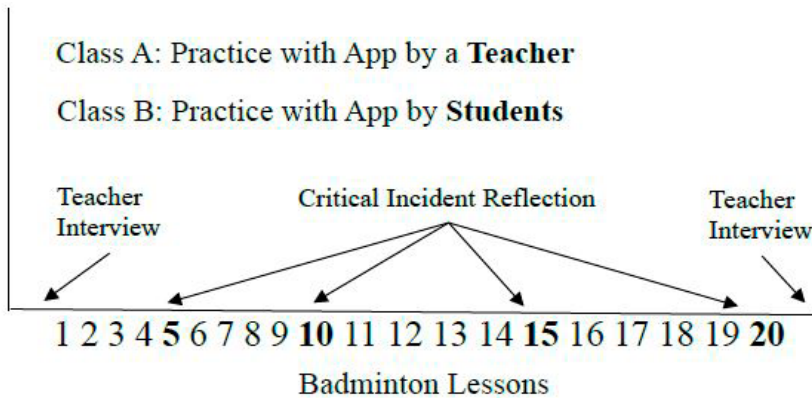 Class A: Practice with App by a Teacher
Class B: Practice with App by Students
Teacher
Interview
Critical Incident Reflection
Teacher
Interview
1 2 3 4 5 6 7 8 9 10 11 12 13 14 15 16 17 18 19 20
Badminton Lessons